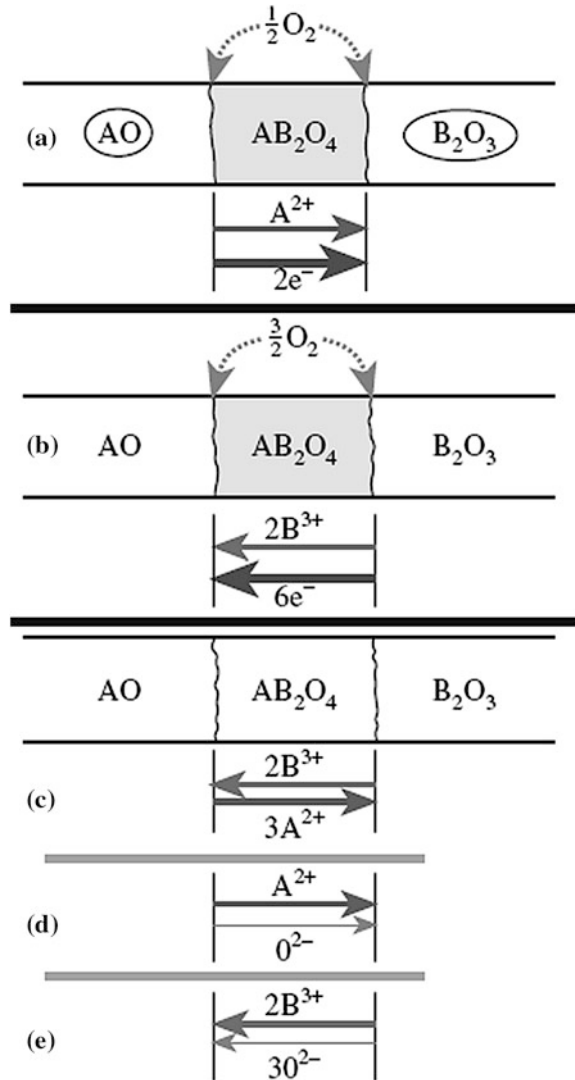 ½O₂
(a) AO AB₂O₄ B₂O₃
A²⁺
2e⁻
3/2O₂
(b) AO AB₂O₄ B₂O₃
2B³⁺
6e⁻
AO AB₂O₄ B₂O₃
(c) 2B³⁺
3A²⁺
(d) A²⁺
0²⁻
(e) 2B³⁺
30²⁻